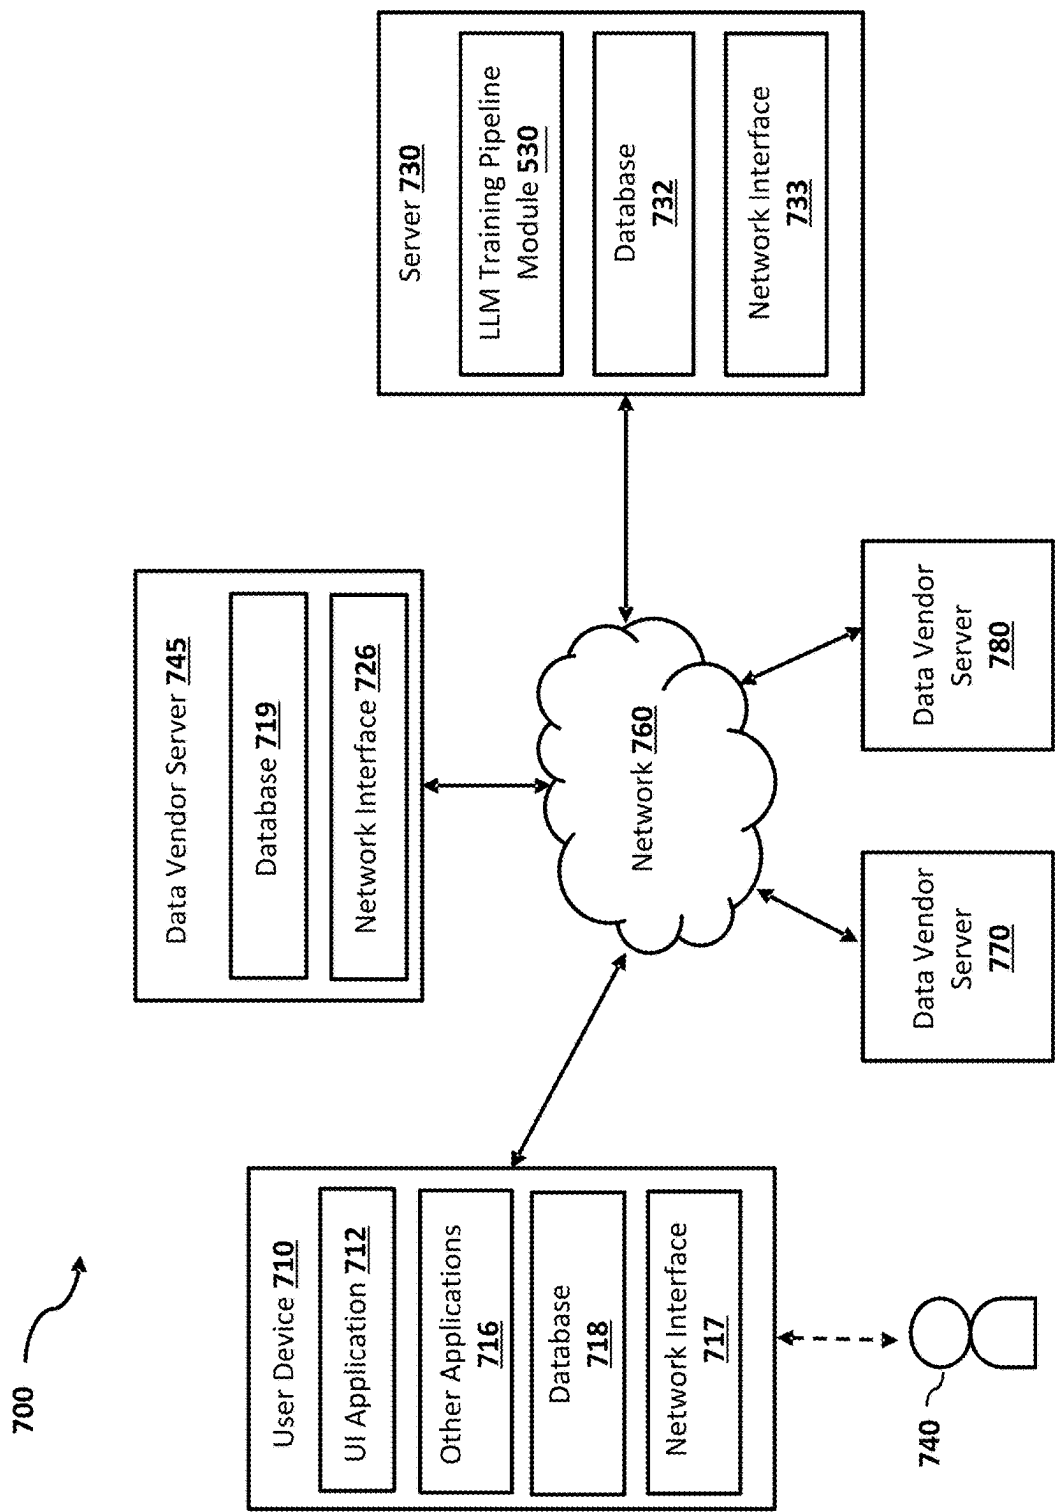 700
User Device 710
UI Application 712
Other Applications
716
Database
718
Network Interface
717
740
Data Vendor Server 745
Database 719
Network Interface 726
Network 760
Data Vendor
Server
770
Data Vendor
Server
780
Server 730
LLM Training Pipeline
Module 530
Database
732
Network Interface
733